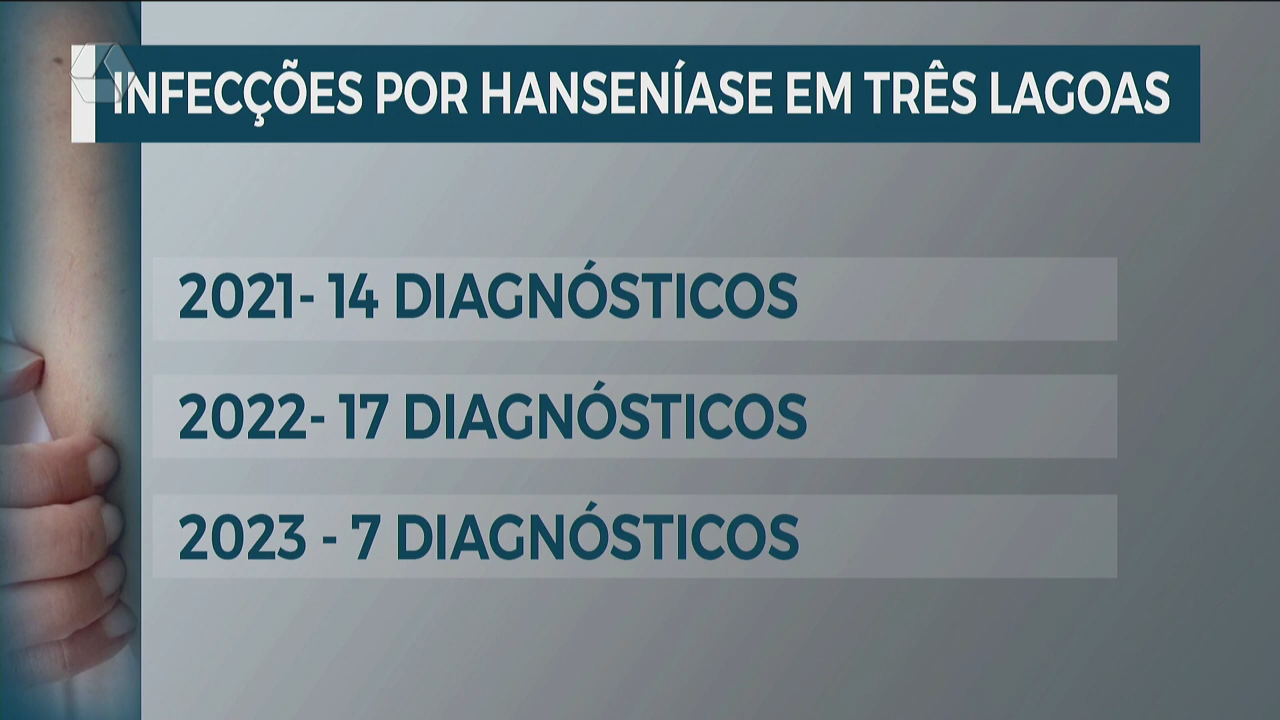 INFECÇÕES POR HANSENÍASE EM TRÊS LAGOAS
2021- 14 DIAGNÓSTICOS
2022- 17 DIAGNÓSTICOS
2023 - 7 DIAGNÓSTICOS